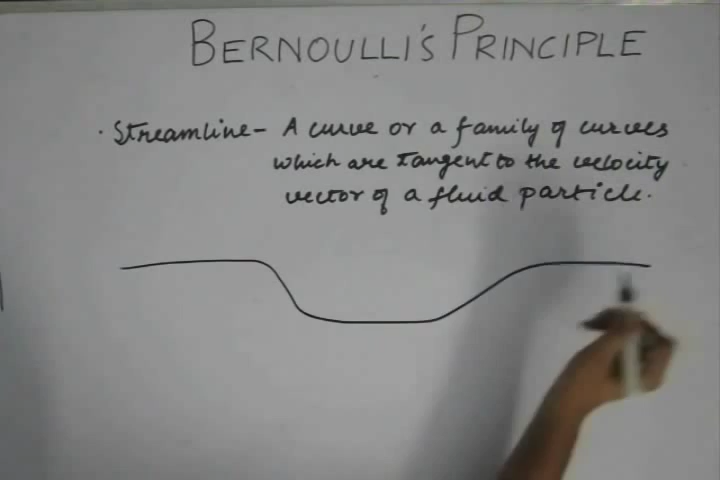 BERNOULLI'S PRINCIPLE
· Streamline - A curve or a family of curves
which are tangent to the velocity
vector of a fluid particle.